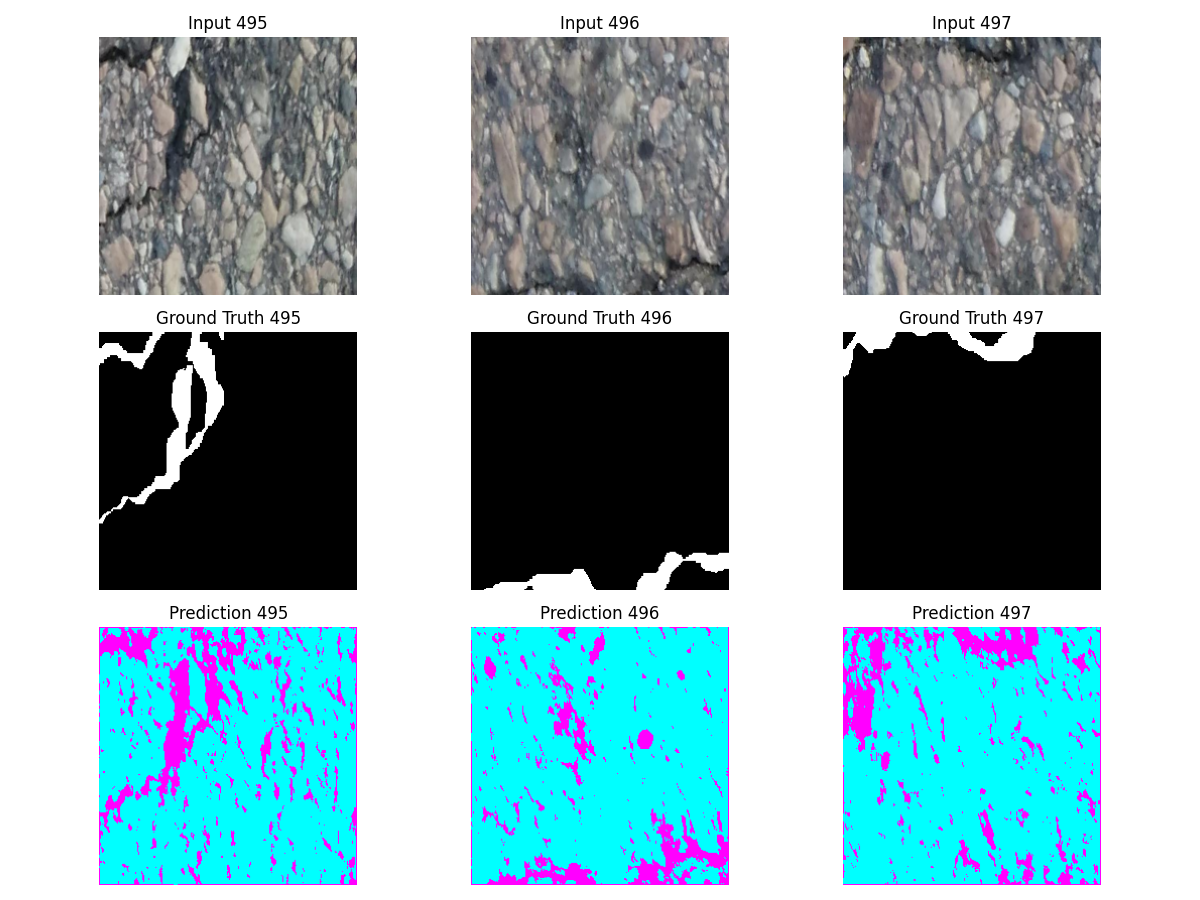 Input 495
Input 496
Input 497
Ground Truth 495
Ground Truth 496
Ground Truth 497
Prediction 495
Prediction 496
Prediction 497